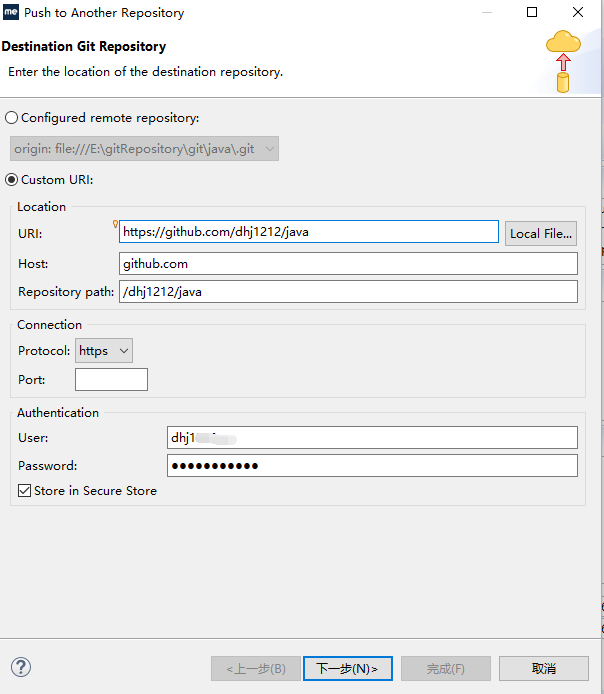 me Push to Another Repository
Destination Git Repository
Enter the location of the destination repository.
Configured remote repository:
origin: file:///E:\gitRepository\git\java\.git
Custom URI:
Location
URI: https://github.com/dhj1212/java Local File...
Host: github.com
Repository path: /dhj1212/java
Connection
Protocol: https
Port:
Authentication
User: dhj1
Password: ●●●●●●●●●●●
Store in Secure Store
<上一步(B) 下一步(N)> 完成(F) 取消